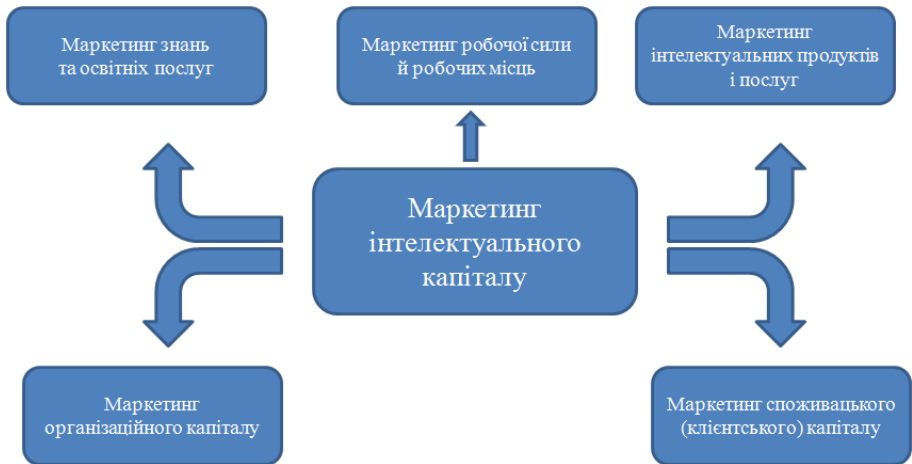 Маркетинг знань
та освітніх послуг
Маркетинг робочої сили
й робочих місць
Маркетинг
інтелектуальних продуктів
і послуг
Маркетинг
інтелектуального
капіталу
Маркетинг
організаційного капіталу
Маркетинг споживацького
(клієнтського) капіталу